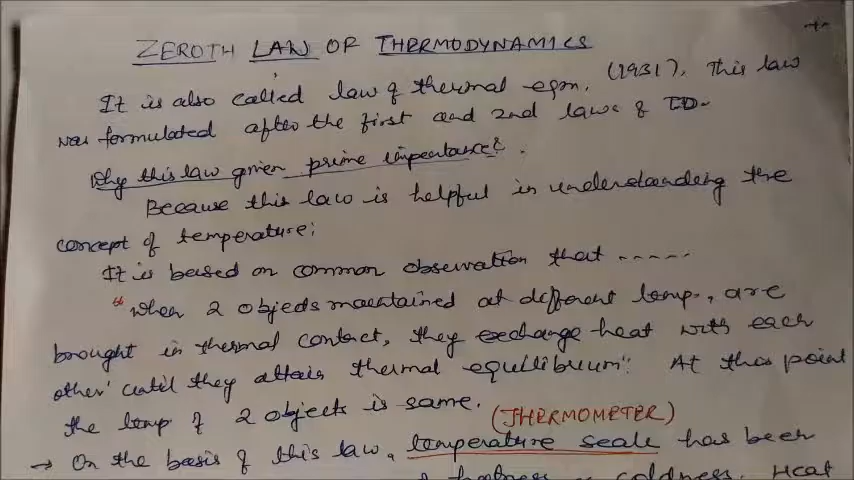 ZEROTH LAW OF THERMODYNAMICS
It is also called law of thermal eqm. (1931). This law
was formulated after the first and 2nd laws of TD.
Why this law given prime importance? .
Because this law is helpful in understanding the
concept of temperature;
It is based on common observation that .....
"when 2 objects maintained at different temp., are
brought in thermal contact, they exchange heat with each
other until they attain thermal equilibrium". At this point
the temp of 2 objects is same.
(THERMOMETER)
→ On the basis of this law, temperature scale has been
coldness. Heat